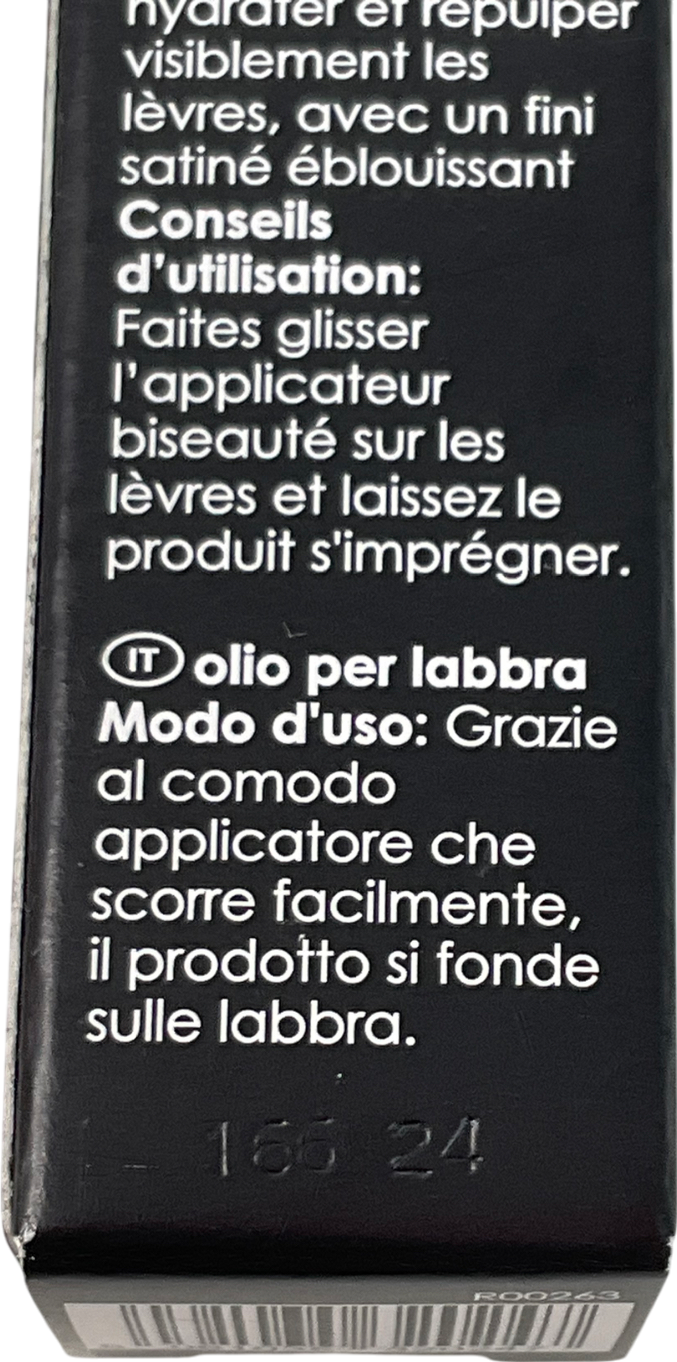 hydrater et repulper
visiblement les
lèvres, avec un fini
satiné éblouissant
Conseils
d'utilisation:
Faites glisser
l'applicateur
biseauté sur les
lèvres et laissez le
produit s'imprégner.
IT olio per labbra
Modo d'uso: Grazie
al comodo
applicatore che
scorre facilmente,
il prodotto si fonde
sulle labbra.
166 24
R00263